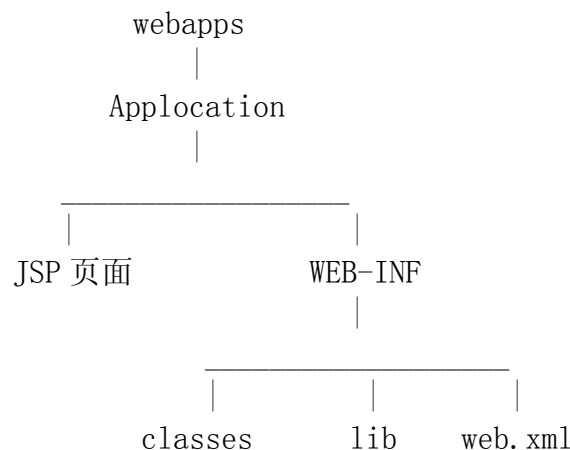 webapps
Applocation
JSP 页面 WEB-INF
classes lib web.xml